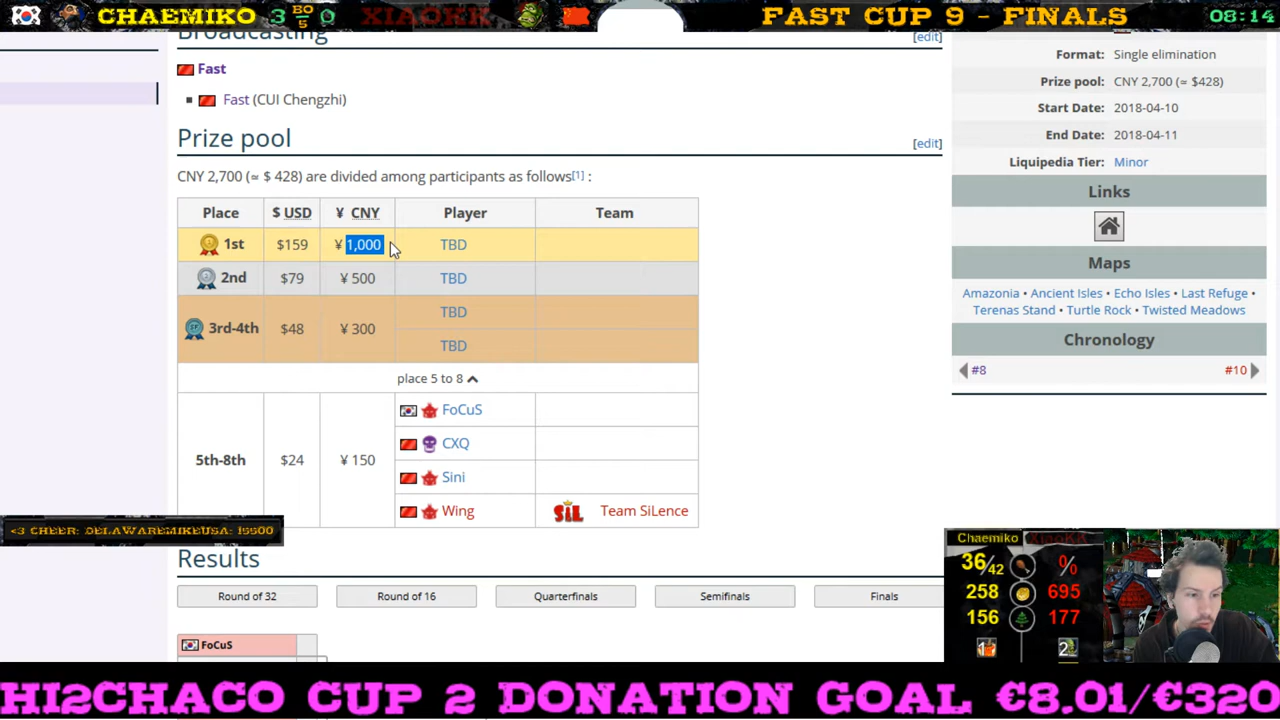 CHAEMIKO 3 BO 5 0 XIAOKK FAST CUP 9 - FINALS 08:14
Broadcasting [edit]
Fast
Fast (CUI Chengzhi)
Prize pool [edit]
CNY 2,700 (≈ $ 428) are divided among participants as follows[1] :
Place $ USD ¥ CNY Player Team
1st $159 ¥ 1,000 TBD
2nd $79 ¥ 500 TBD
3rd-4th $48 ¥ 300 TBD
TBD
place 5 to 8
5th-8th $24 ¥ 150
FoCuS
CXQ
Sini
Wing SiL Team SiLence
Format: Single elimination
Prize pool: CNY 2,700 (≈ $428)
Start Date: 2018-04-10
End Date: 2018-04-11
Liquipedia Tier: Minor
Links
Maps
Amazonia • Ancient Isles • Echo Isles • Last Refuge •
Terenas Stand • Turtle Rock • Twisted Meadows
Chronology
#8 #10
<3 CHEER: DELAWAREMIKEUSA: 15500
Results
Round of 32 Round of 16 Quarterfinals Semifinals Finals
FoCuS
Chaemiko XiaoKK
36/42 %
258 695
156 177
1 2
HI2CHACO CUP 2 DONATION GOAL €8.01/€320